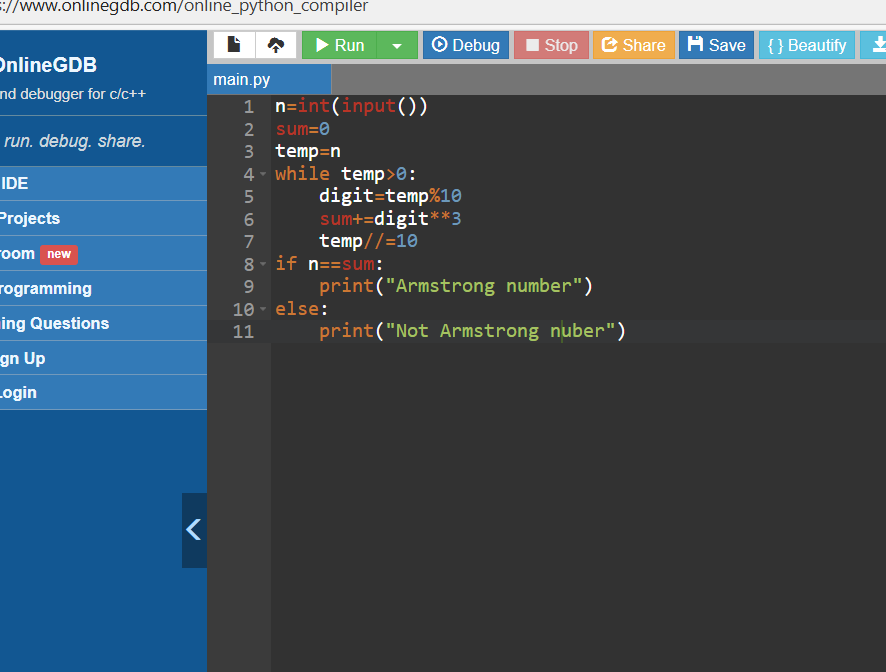 ://www.onlinegdb.com/online_python_compiler
Run Debug Stop Share Save { } Beautify
OnlineGDB
nd debugger for c/c++
run. debug. share.
IDE
Projects
room new
rogramming
ing Questions
gn Up
Login
main.py
1 n=int(input())
2 sum=0
3 temp=n
4 while temp>0:
5 digit=temp%10
6 sum+=digit**3
7 temp//=10
8 if n==sum:
9 print("Armstrong number")
10 else:
11 print("Not Armstrong nuber")